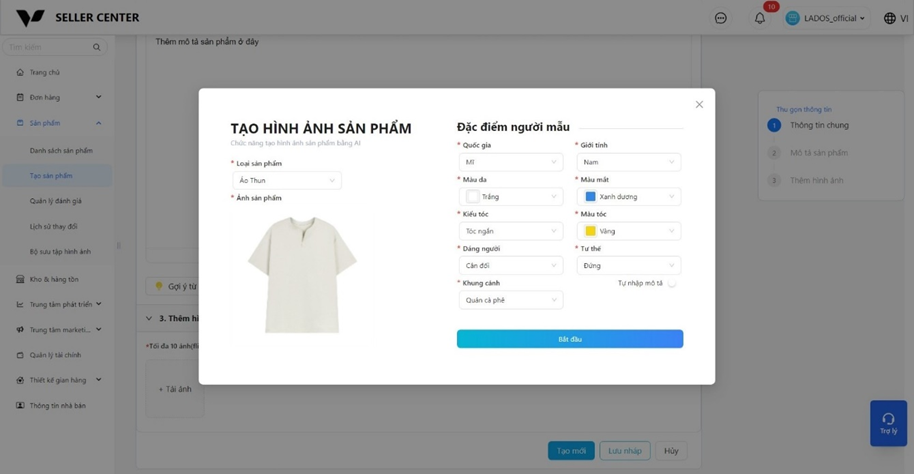 SELLER CENTER
10
LADOS_official
VI
Tìm kiếm
Trang chủ
Đơn hàng
Sản phẩm
Danh sách sản phẩm
Tạo sản phẩm
Quản lý đánh giá
Lịch sử thay đổi
Bộ sưu tập hình ảnh
Kho & hàng tồn
Trung tâm phát triển
Trung tâm marketi...
Quản lý tài chính
Thiết kế gian hàng
Thông tin nhà bán
Thêm mô tả sản phẩm ở đây
Gợi ý từ
3. Thêm hì
*Tối đa 10 ảnh
+ Tải ảnh
TẠO HÌNH ẢNH SẢN PHẨM
Chức năng tạo hình ảnh sản phẩm bằng AI
* Loại sản phẩm
Áo Thun
* Ảnh sản phẩm
Đặc điểm người mẫu
* Quốc gia
* Giới tính
Mĩ
Nam
* Màu da
* Màu mắt
Trắng
Xanh dương
* Kiểu tóc
* Màu tóc
Tóc ngắn
Vàng
* Dáng người
* Tư thế
Cân đối
Đứng
* Khung cảnh
Tự nhập mô tả
Quán cà phê
Bắt đầu
Thu gọn thông tin
1 Thông tin chung
2 Mô tả sản phẩm
3 Thêm hình ảnh
Trợ lý
Tạo mới
Lưu nháp
Hủy